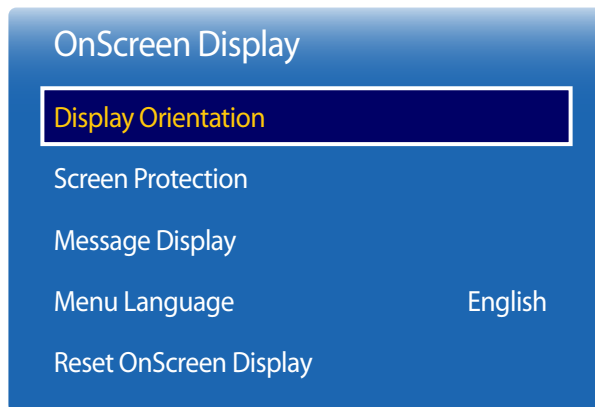 OnScreen Display
Display Orientation
Screen Protection
Message Display
Menu Language English
Reset OnScreen Display